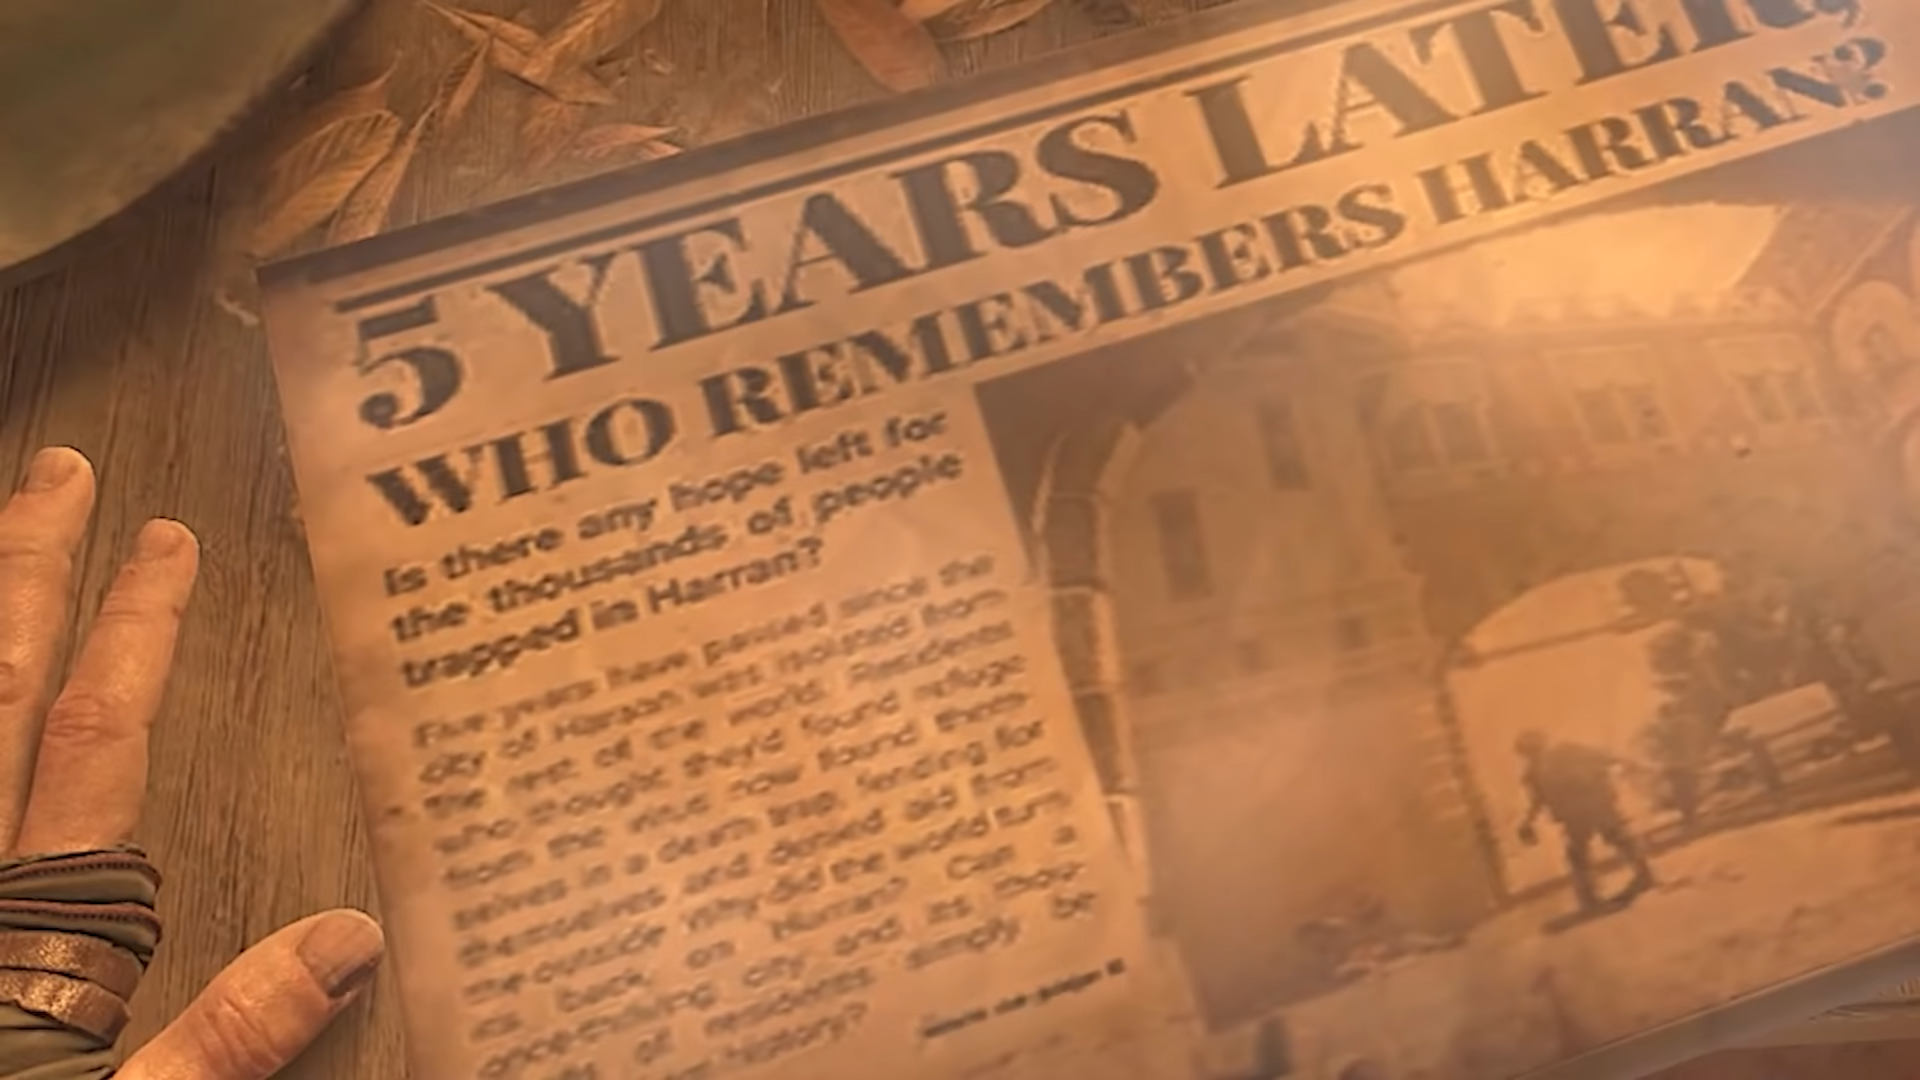 5 YEARS LATER,
WHO REMEMBERS HARRAN?
Is there any hope left for
the thousands of people
trapped in Harran?
Five years have passed since the
city of Harran was isolated from
the rest of the world. Residents
who thought they'd found refuge
from the virus now found them-
selves in a death trap, fending for
themselves and denied aid from
the outside. Why did the world turn
its back on Harran? Can a
once-thriving city and its thou-
of residents simply be
history?
more on page